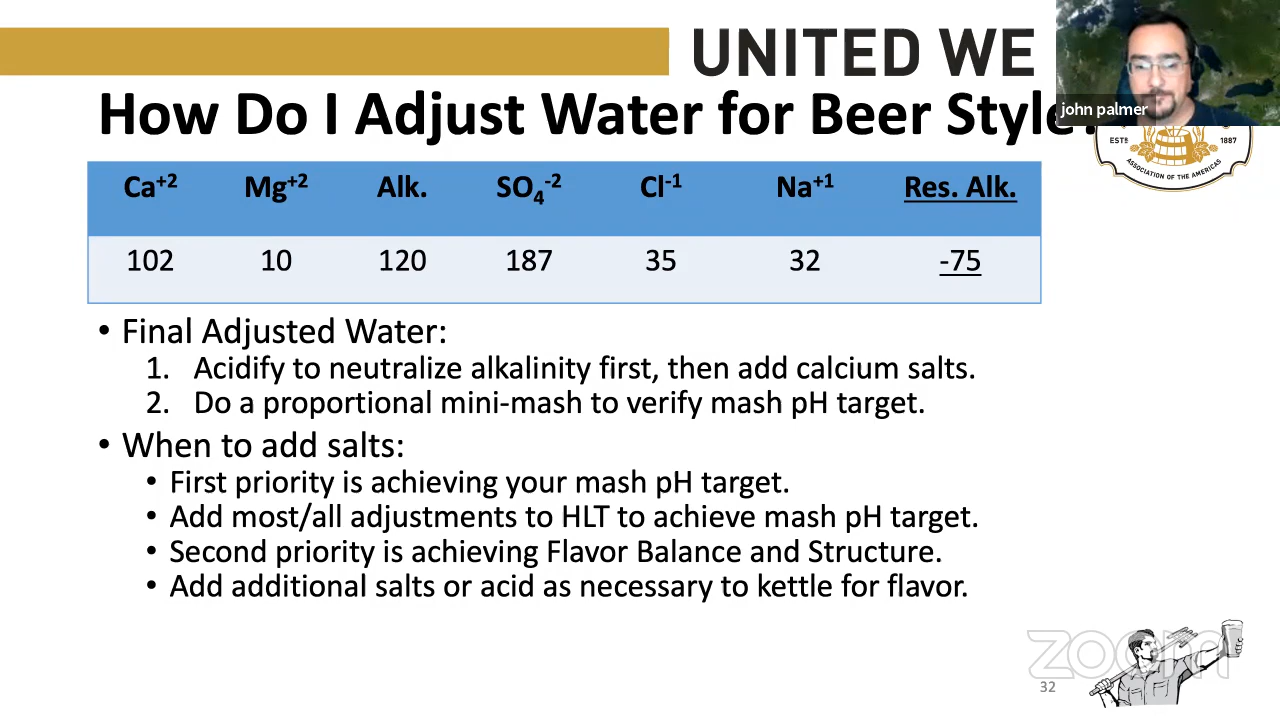 UNITED WE
john palmer
How Do I Adjust Water for Beer Style?
ESTD 1887
ASSOCIATION OF THE AMERICAS
Ca+2 Mg+2 Alk. SO4-2 Cl-1 Na+1 Res. Alk.
102 10 120 187 35 32 -75
• Final Adjusted Water:
1. Acidify to neutralize alkalinity first, then add calcium salts.
2. Do a proportional mini-mash to verify mash pH target.
• When to add salts:
• First priority is achieving your mash pH target.
• Add most/all adjustments to HLT to achieve mash pH target.
• Second priority is achieving Flavor Balance and Structure.
• Add additional salts or acid as necessary to kettle for flavor.
zoom
32